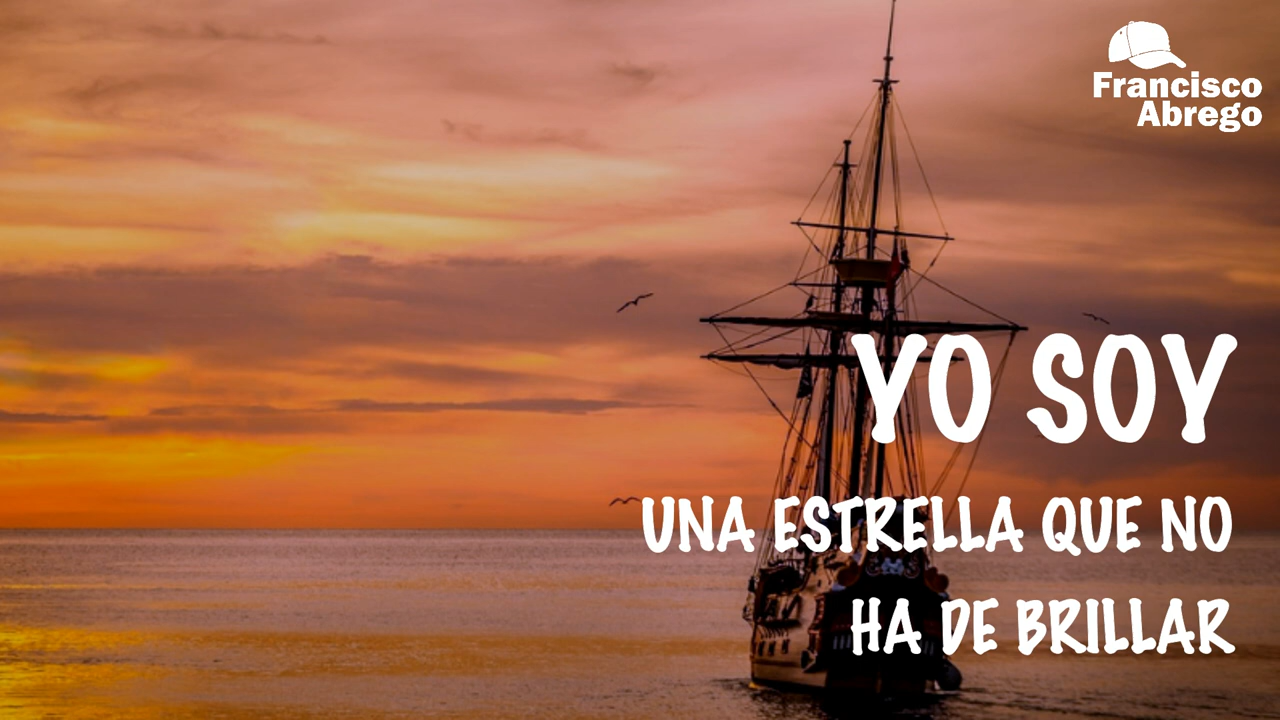 Francisco
Abrego
YO SOY
UNA ESTRELLA QUE NO
HA DE BRILLAR